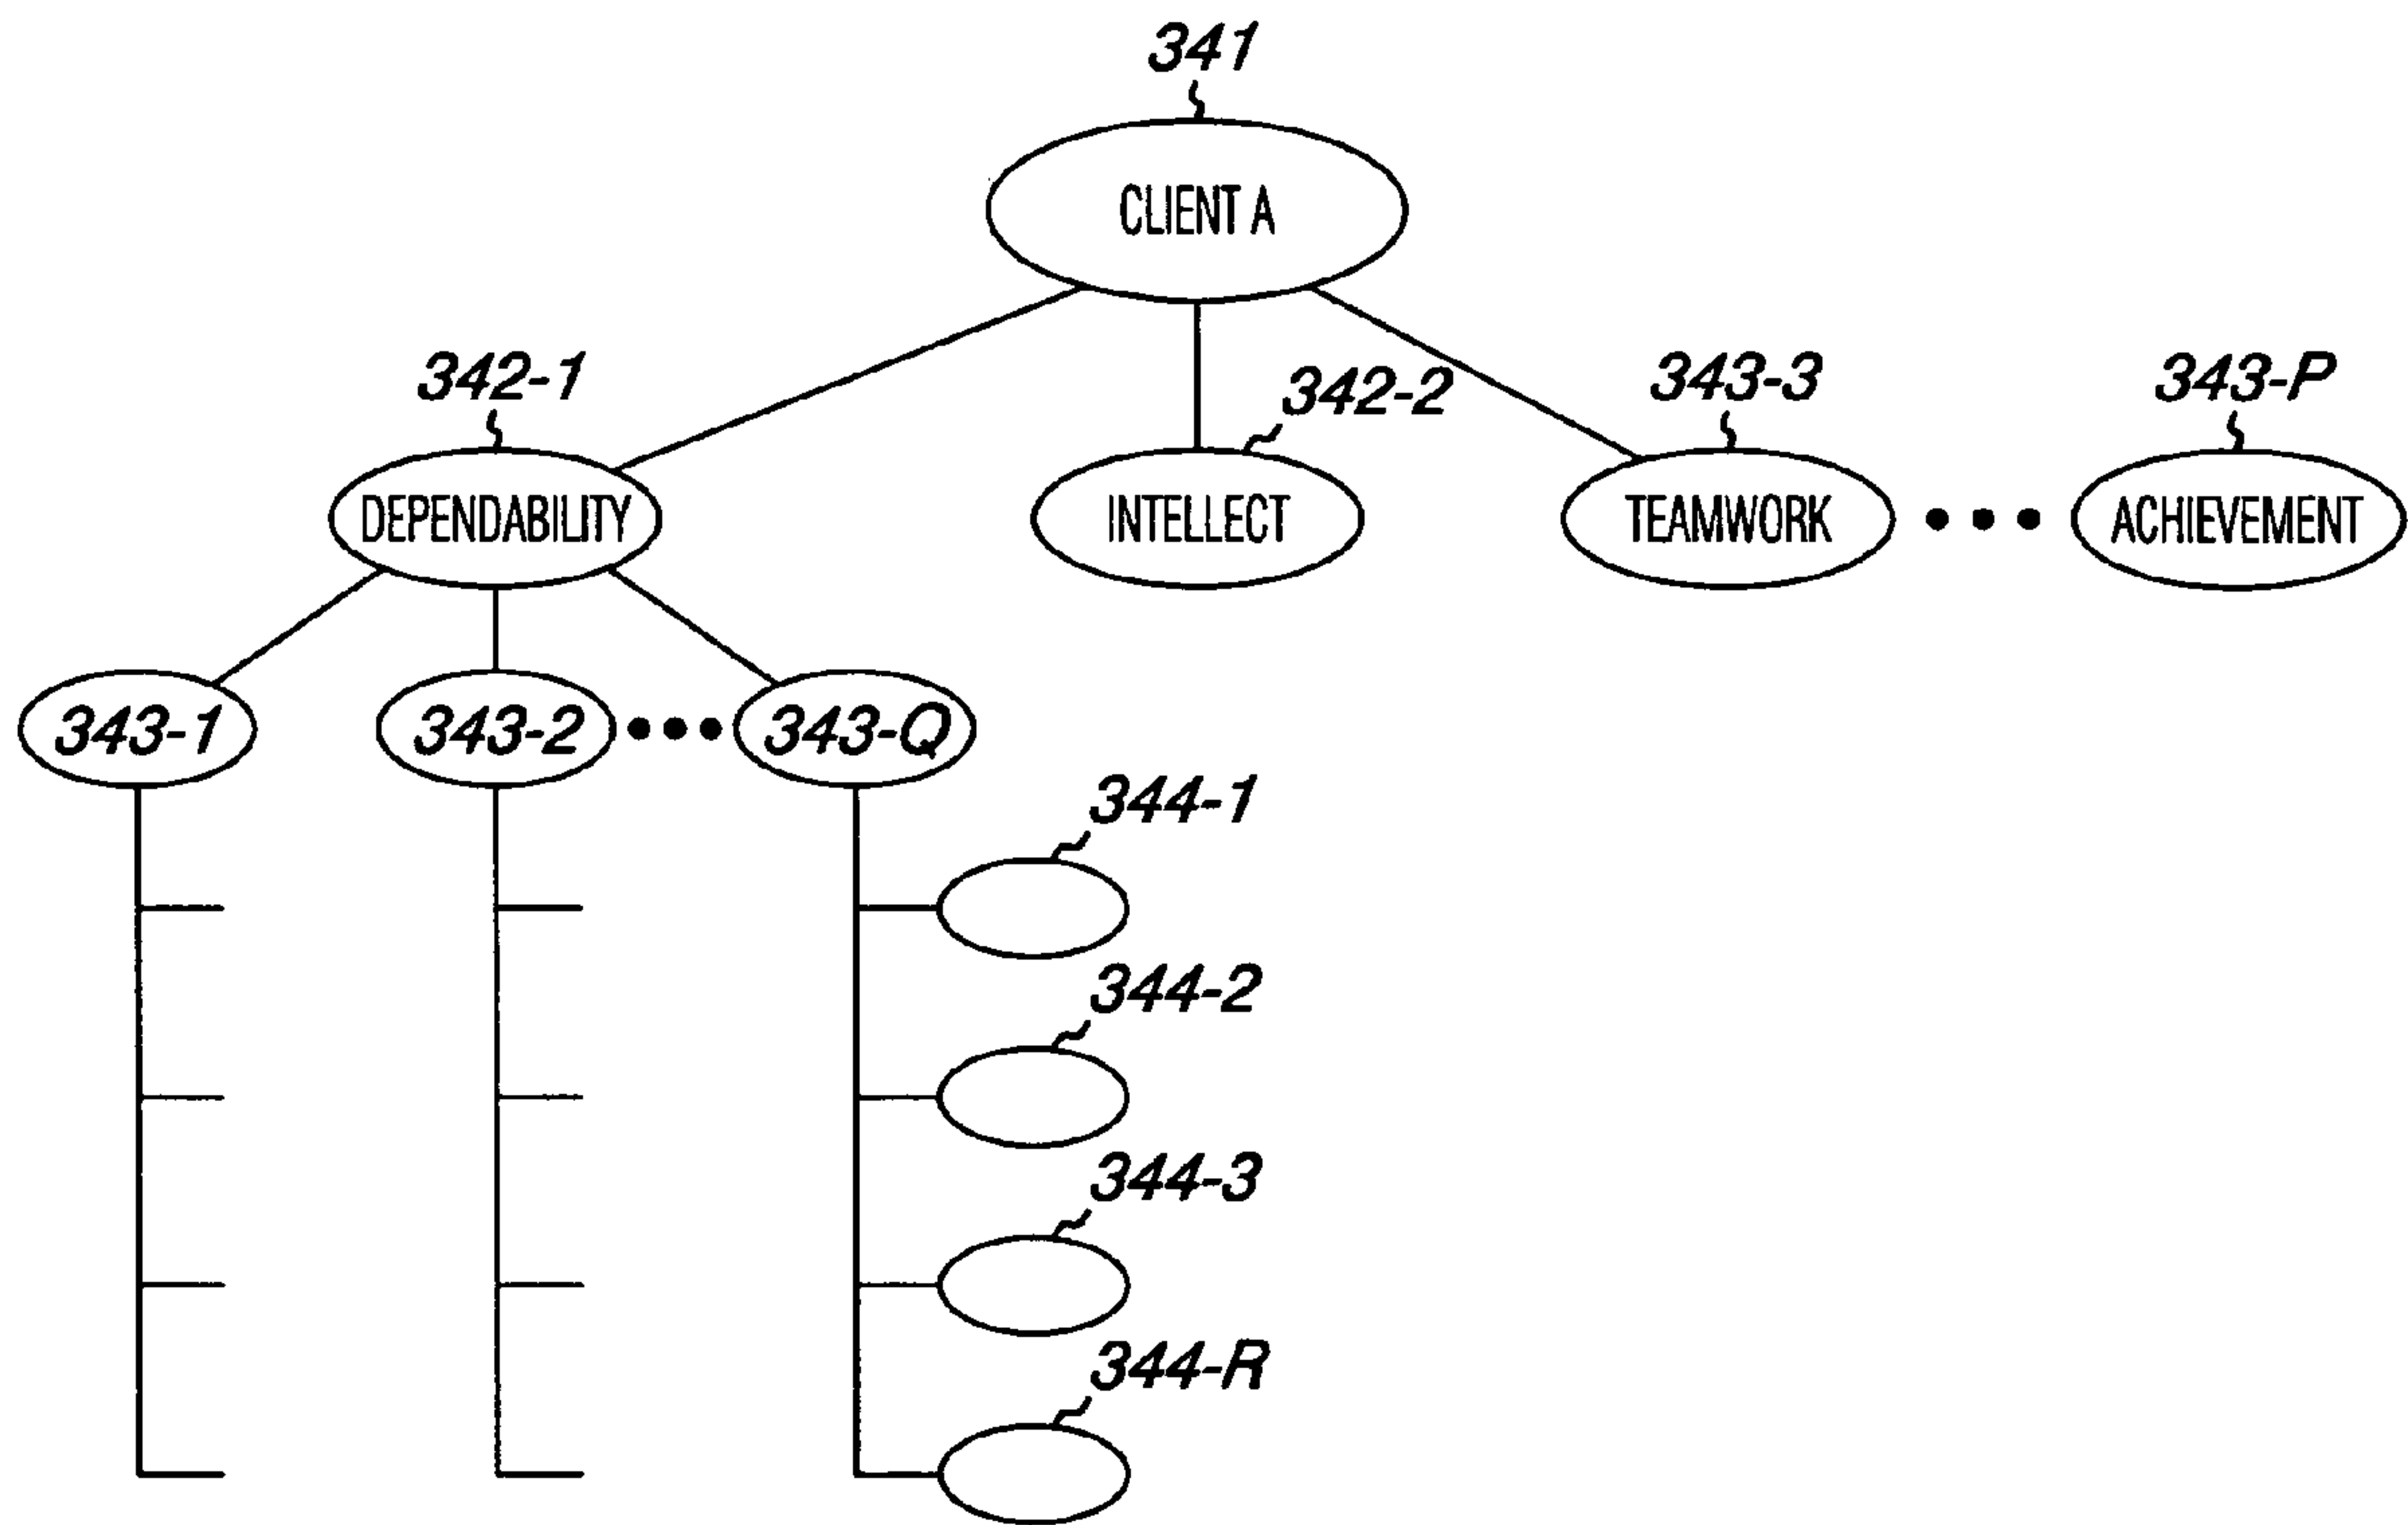 341
CLIENT A
342-1
342-2
343-3
343-P
DEPENDABILITY
INTELLECT
TEAMWORK
ACHIEVEMENT
343-1
343-2
343-Q
344-1
344-2
344-3
344-R